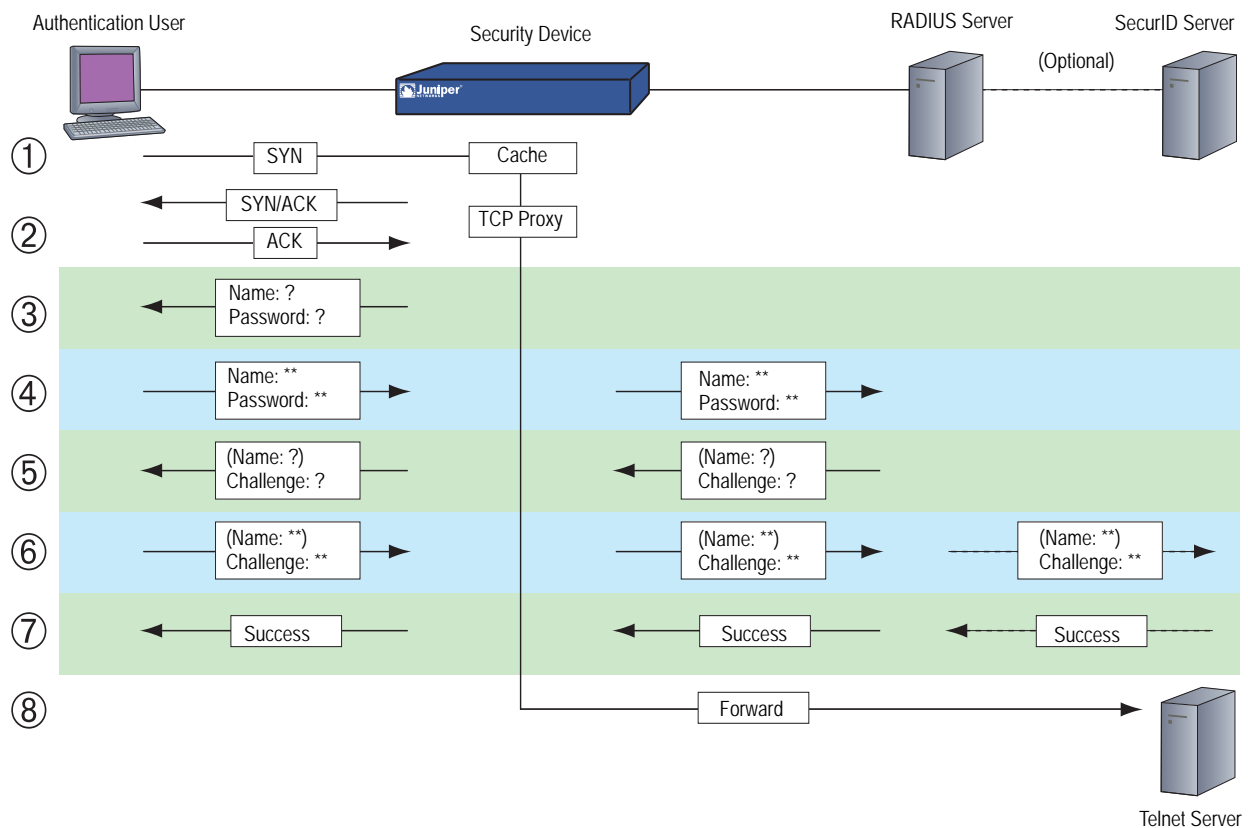 Authentication User
Security Device
RADIUS Server
SecurID Server
(Optional)
Juniper
NETWORKS
1
SYN
Cache
SYN/ACK
TCP Proxy
2
ACK
3
Name: ?
Password: ?
4
Name: **
Password: **
Name: **
Password: **
5
(Name: ?)
Challenge: ?
(Name: ?)
Challenge: ?
6
(Name: **)
Challenge: **
(Name: **)
Challenge: **
(Name: **)
Challenge: **
7
Success
Success
Success
8
Forward
Telnet Server